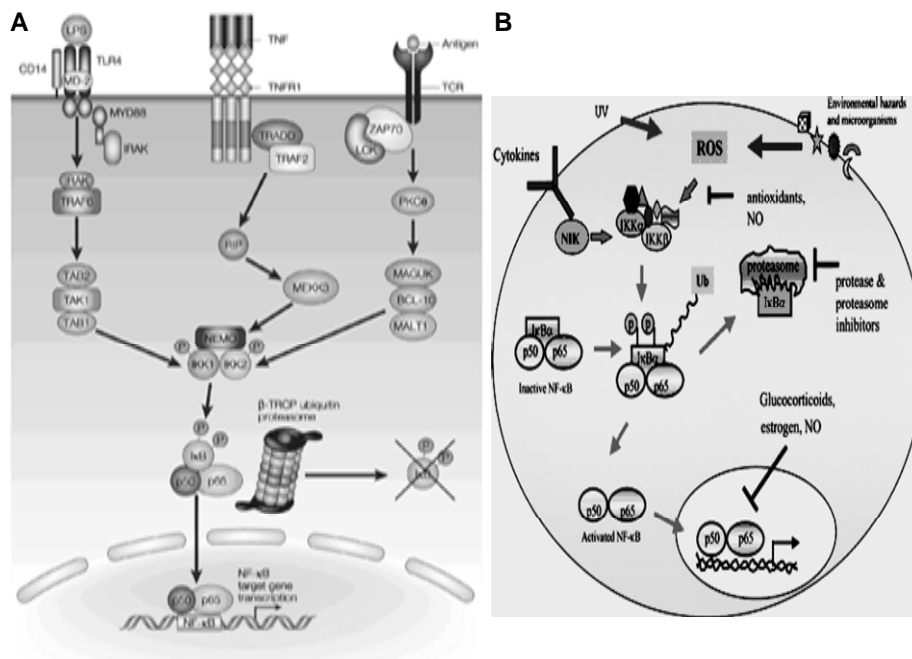 A
LPS
CD14
TLR4
MD-2
MYD88
IRAK
IRAK
TRAF6
TAB2
TAK1
TAB1
TNF
TNFR1
TRADD
TRAF2
RIP
MEKK3
Antigen
TCR
ZAP70
LCK
PKCθ
MAGUK
BCL-10
MALT1
NEMO
P
P
IKK1
IKK2
P
P
IκB
p50
p65
β-TRCP ubiquitin
proteasome
P
P
IκB
NF-κB
target gene
transcription
p50
p65
NF-κB
B
UV
Environmental hazards
and microorganisms
ROS
Cytokines
NIK
IKKα
IKKβ
antioxidants,
NO
Ub
proteasome
IκBα
protease &
proteasome
inhibitors
IκBα
p50
p65
Inactive NF-κB
P
P
IκBα
p50
p65
Glucocorticoids,
estrogen, NO
p50
p65
Activated NF-κB
p50
p65